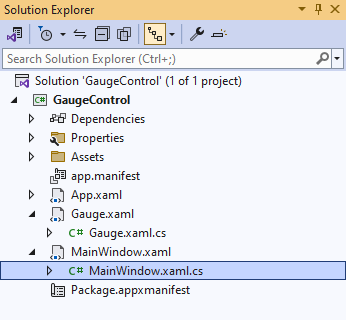 Solution Explorer
Search Solution Explorer (Ctrl+;)
Solution 'GaugeControl' (1 of 1 project)
C# GaugeControl
Dependencies
Properties
Assets
app.manifest
App.xaml
Gauge.xaml
C# Gauge.xaml.cs
MainWindow.xaml
C# MainWindow.xaml.cs
Package.appxmanifest